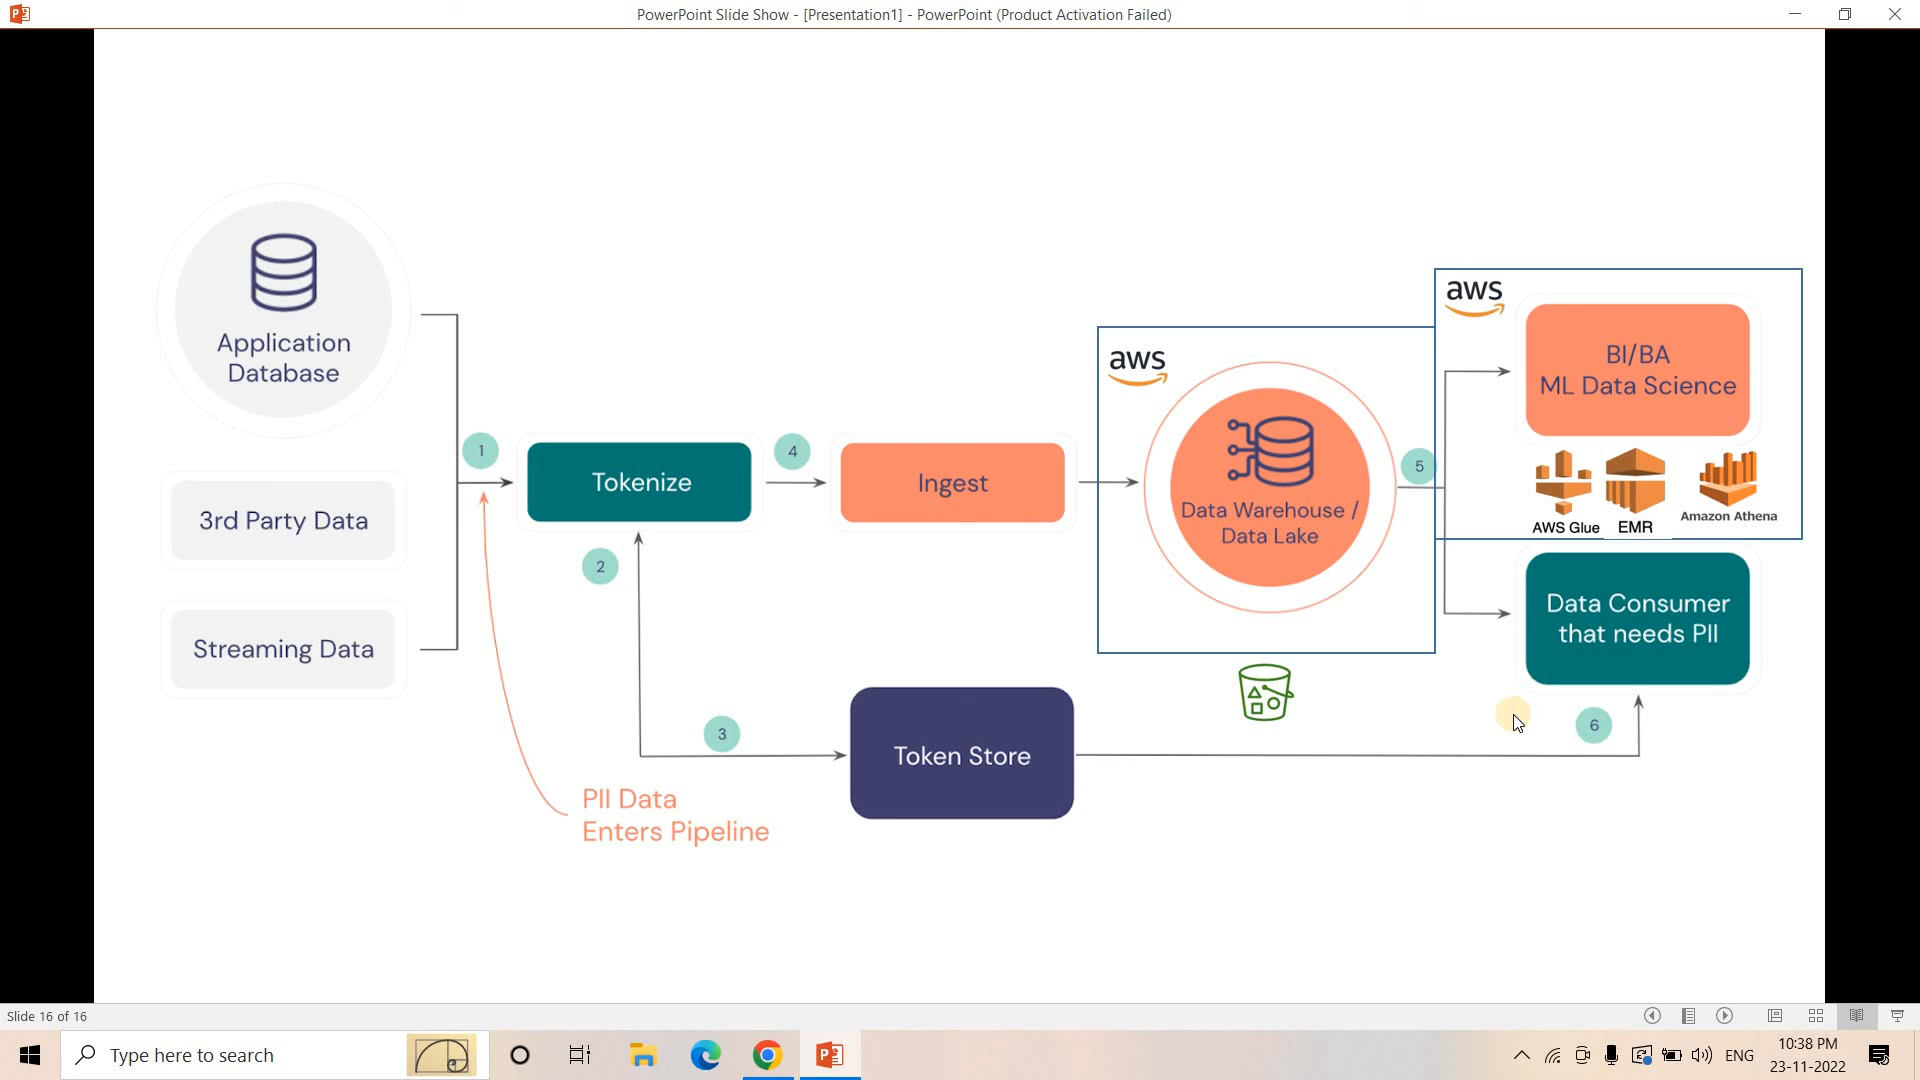 PowerPoint Slide Show - [Presentation1] - PowerPoint (Product Activation Failed)
Application
Database
3rd Party Data
Streaming Data
1
Tokenize
2
3
4
Ingest
PII Data
Enters Pipeline
Token Store
aws
Data Warehouse /
Data Lake
5
aws
BI/BA
ML Data Science
AWS Glue
EMR
Amazon Athena
Data Consumer
that needs PII
6
Slide 16 of 16
Type here to search
ENG
10:38 PM
23-11-2022